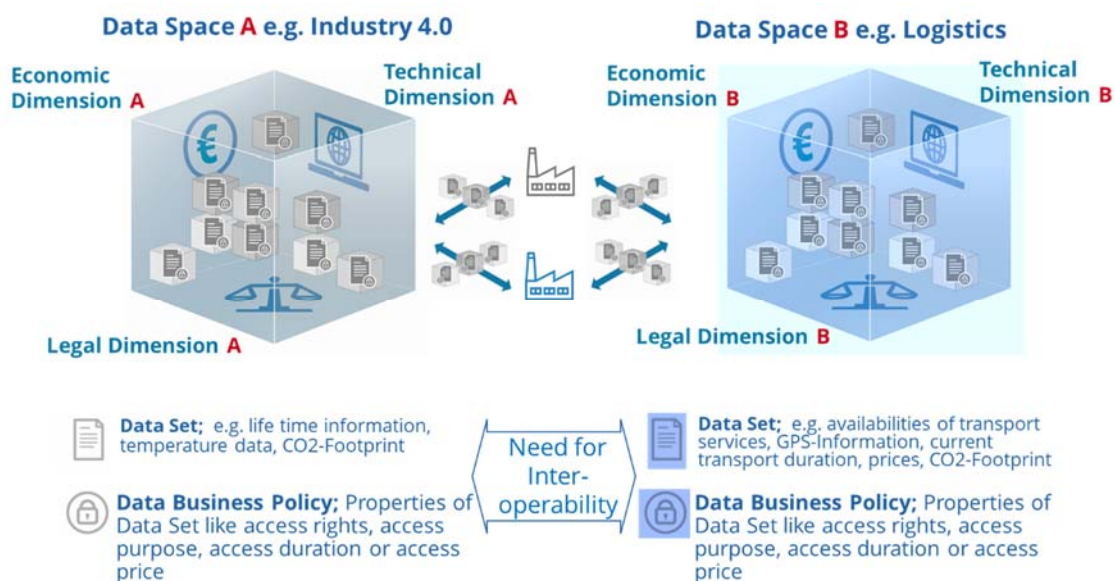 Data Space A e.g. Industry 4.0
Data Space B e.g. Logistics
Economic
Dimension A
Technical
Dimension A
Economic
Dimension B
Technical
Dimension B
€
€
Legal Dimension A
Legal Dimension B
Data Set; e.g. life time information,
temperature data, CO2-Footprint
Data Business Policy; Properties of
Data Set like access rights, access
purpose, access duration or access
price
Need for
Inter-
operability
Data Set; e.g. availabilities of transport
services, GPS-Information, current
transport duration, prices, CO2-Footprint
Data Business Policy; Properties of
Data Set like access rights, access
purpose, access duration or access
price